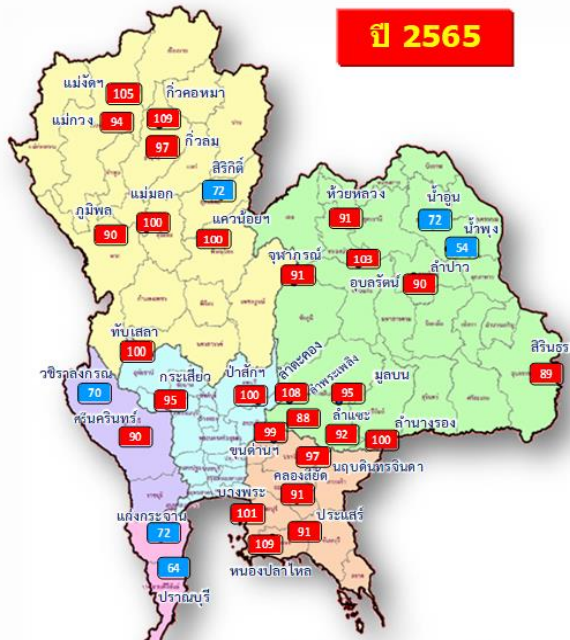 ปี 2565
แม่งัดฯ
105
กิ่วคอหมา
109
แม่กวง
94
กิ่วลม
97
สิริกิติ์
72
แม่มอก
100
ภูมิพล
90
แควน้อยฯ
100
ห้วยหลวง
91
น้ำอูน
72
น้ำพุง
54
จุฬาภรณ์
91
103
อุบลรัตน์
ลำปาว
90
ทับเสลา
100
สิรินธร
89
วชิราลงกรณ
70
กระเสียว
95
ป่าสักฯ
100
ลำตะคอง
108
ลำพระเพลิง
88
มูลบน
95
ศรีนครินทร์
90
ลำแชะ
92
ลำนางรอง
100
99
ขุนด่านฯ
97
นฤบดินทรจินดา
คลองสียัด
91
บางพระ
101
ประแสร์
91
109
หนองปลาไหล
แก่งกระจาน
72
64
ปราณบุรี